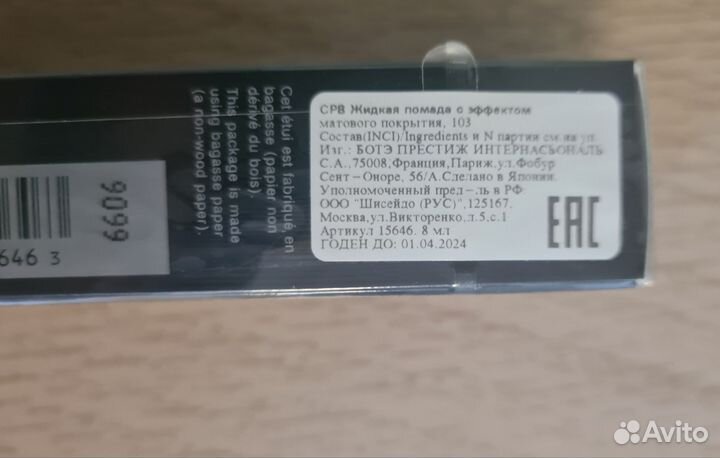 Cet étui est fabriqué en
bagasse (papier non
dérivé du bois).
This package is made
using bagasse paper
(a non-wood paper).
6606
646 3
СРВ Жидкая помада с эффектом
матового покрытия, 103
Состав(INCI)/Ingredients и N партии см.на уп.
Изг.: БОТЭ ПРЕСТИЖ ИНТЕРНАСЬОНАЛЬ
С.А.,75008,Франция,Париж,ул.Фобур
Сент-Оноре, 56/А.Сделано в Японии.
Уполномоченный пред-ль в РФ:
ООО "Шисейдо (РУС)",125167.
Москва,ул.Викторенко,д.5,с.1
Артикул 15646. 8 мл
ГОДЕН ДО: 01.04.2024
EAC
Avito